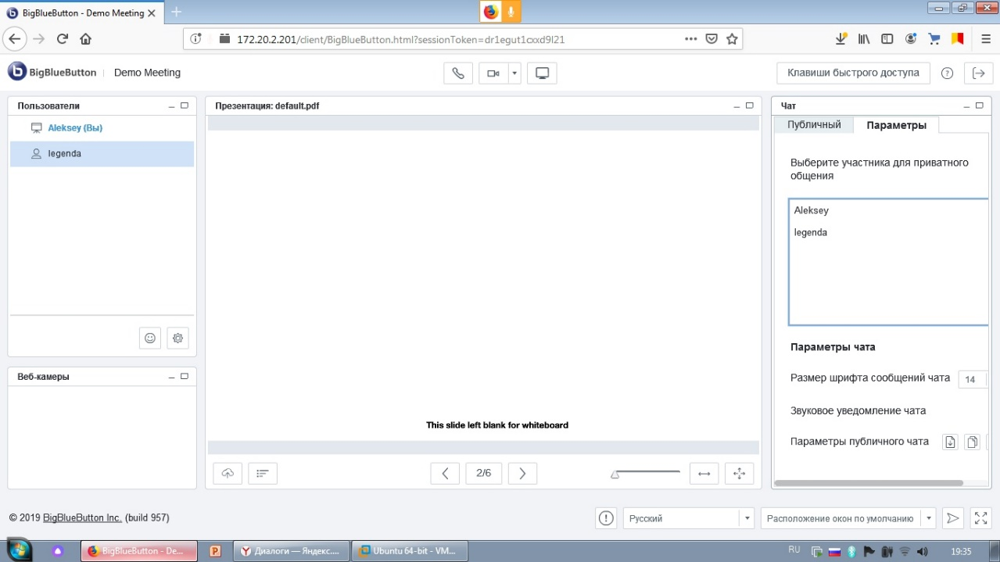 BigBlueButton - Demo Meeting
172.20.2.201/client/BigBlueButton.html?sessionToken=dr1egut1cxxd9l21
BigBlueButton
Demo Meeting
Клавиши быстрого доступа
Пользователи
Aleksey (Вы)
legenda
Веб-камеры
Презентация: default.pdf
This slide left blank for whiteboard
2/6
Чат
Публичный
Параметры
Выберите участника для приватного
общения
Aleksey
legenda
Параметры чата
Размер шрифта сообщений чата
14
Звуковое уведомление чата
Параметры публичного чата
© 2019 BigBlueButton Inc. (build 957)
Русский
Расположение окон по умолчанию
BigBlueButton - De...
Диалоги — Яндекс....
Ubuntu 64-bit - VM...
RU
19:35